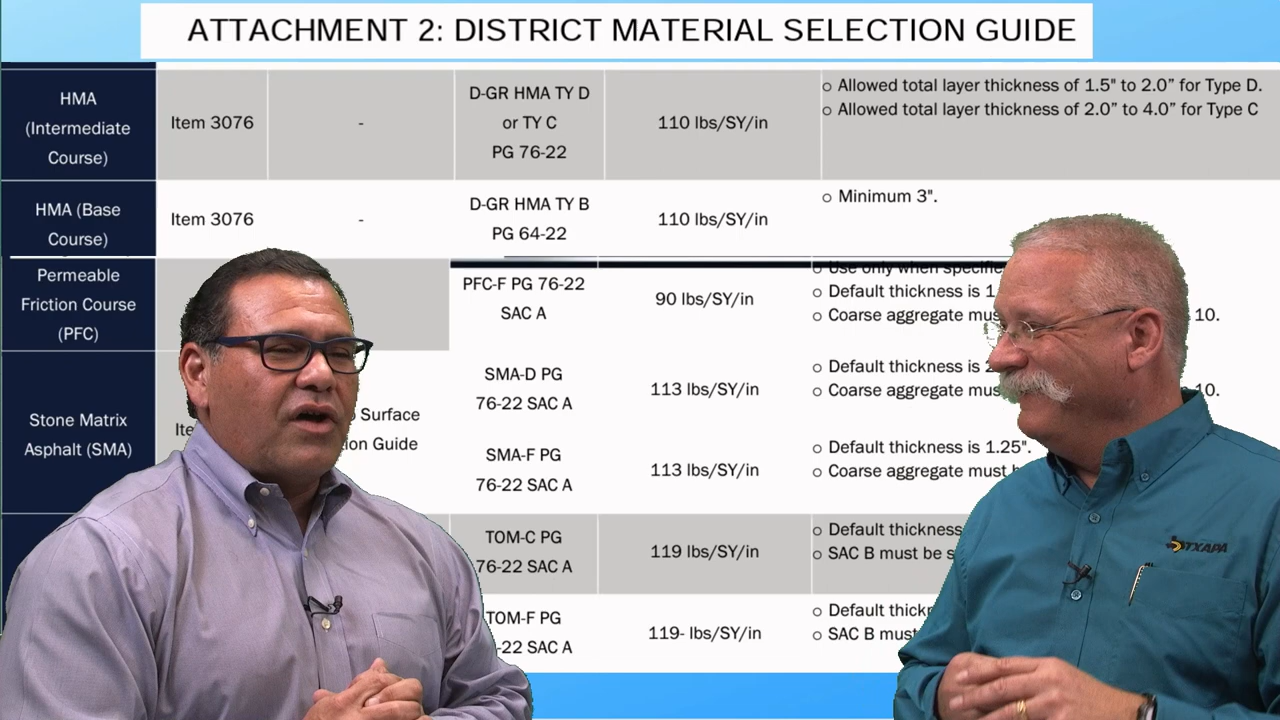 ATTACHMENT 2: DISTRICT MATERIAL SELECTION GUIDE
HMA
(Intermediate
Course)
Item 3076
-
D-GR HMA TY D
or TY C
PG 76-22
110 lbs/SY/in
o Allowed total layer thickness of 1.5" to 2.0” for Type D.
o Allowed total layer thickness of 2.0” to 4.0” for Type C
HMA (Base
Course)
Item 3076
-
D-GR HMA TY B
PG 64-22
110 lbs/SY/in
o Minimum 3".
Permeable
Friction Course
(PFC)
PFC-F PG 76-22
SAC A
90 lbs/SY/in
o Use only when
o Default thickness is
o Coarse aggregate
10.
Stone Matrix
Asphalt (SMA)
Surface
Guide
SMA-D PG
76-22 SAC A
113 lbs/SY/in
o Default thickness is
o Coarse aggregate
10.
SMA-F PG
76-22 SAC A
113 lbs/SY/in
o Default thickness is 1.25".
o Coarse aggregate must
TOM-C PG
76-22 SAC A
119 lbs/SY/in
o Default thickness
o SAC B must be
TOM-F PG
-22 SAC A
119- lbs/SY/in
o Default
o SAC B must
TXAPA